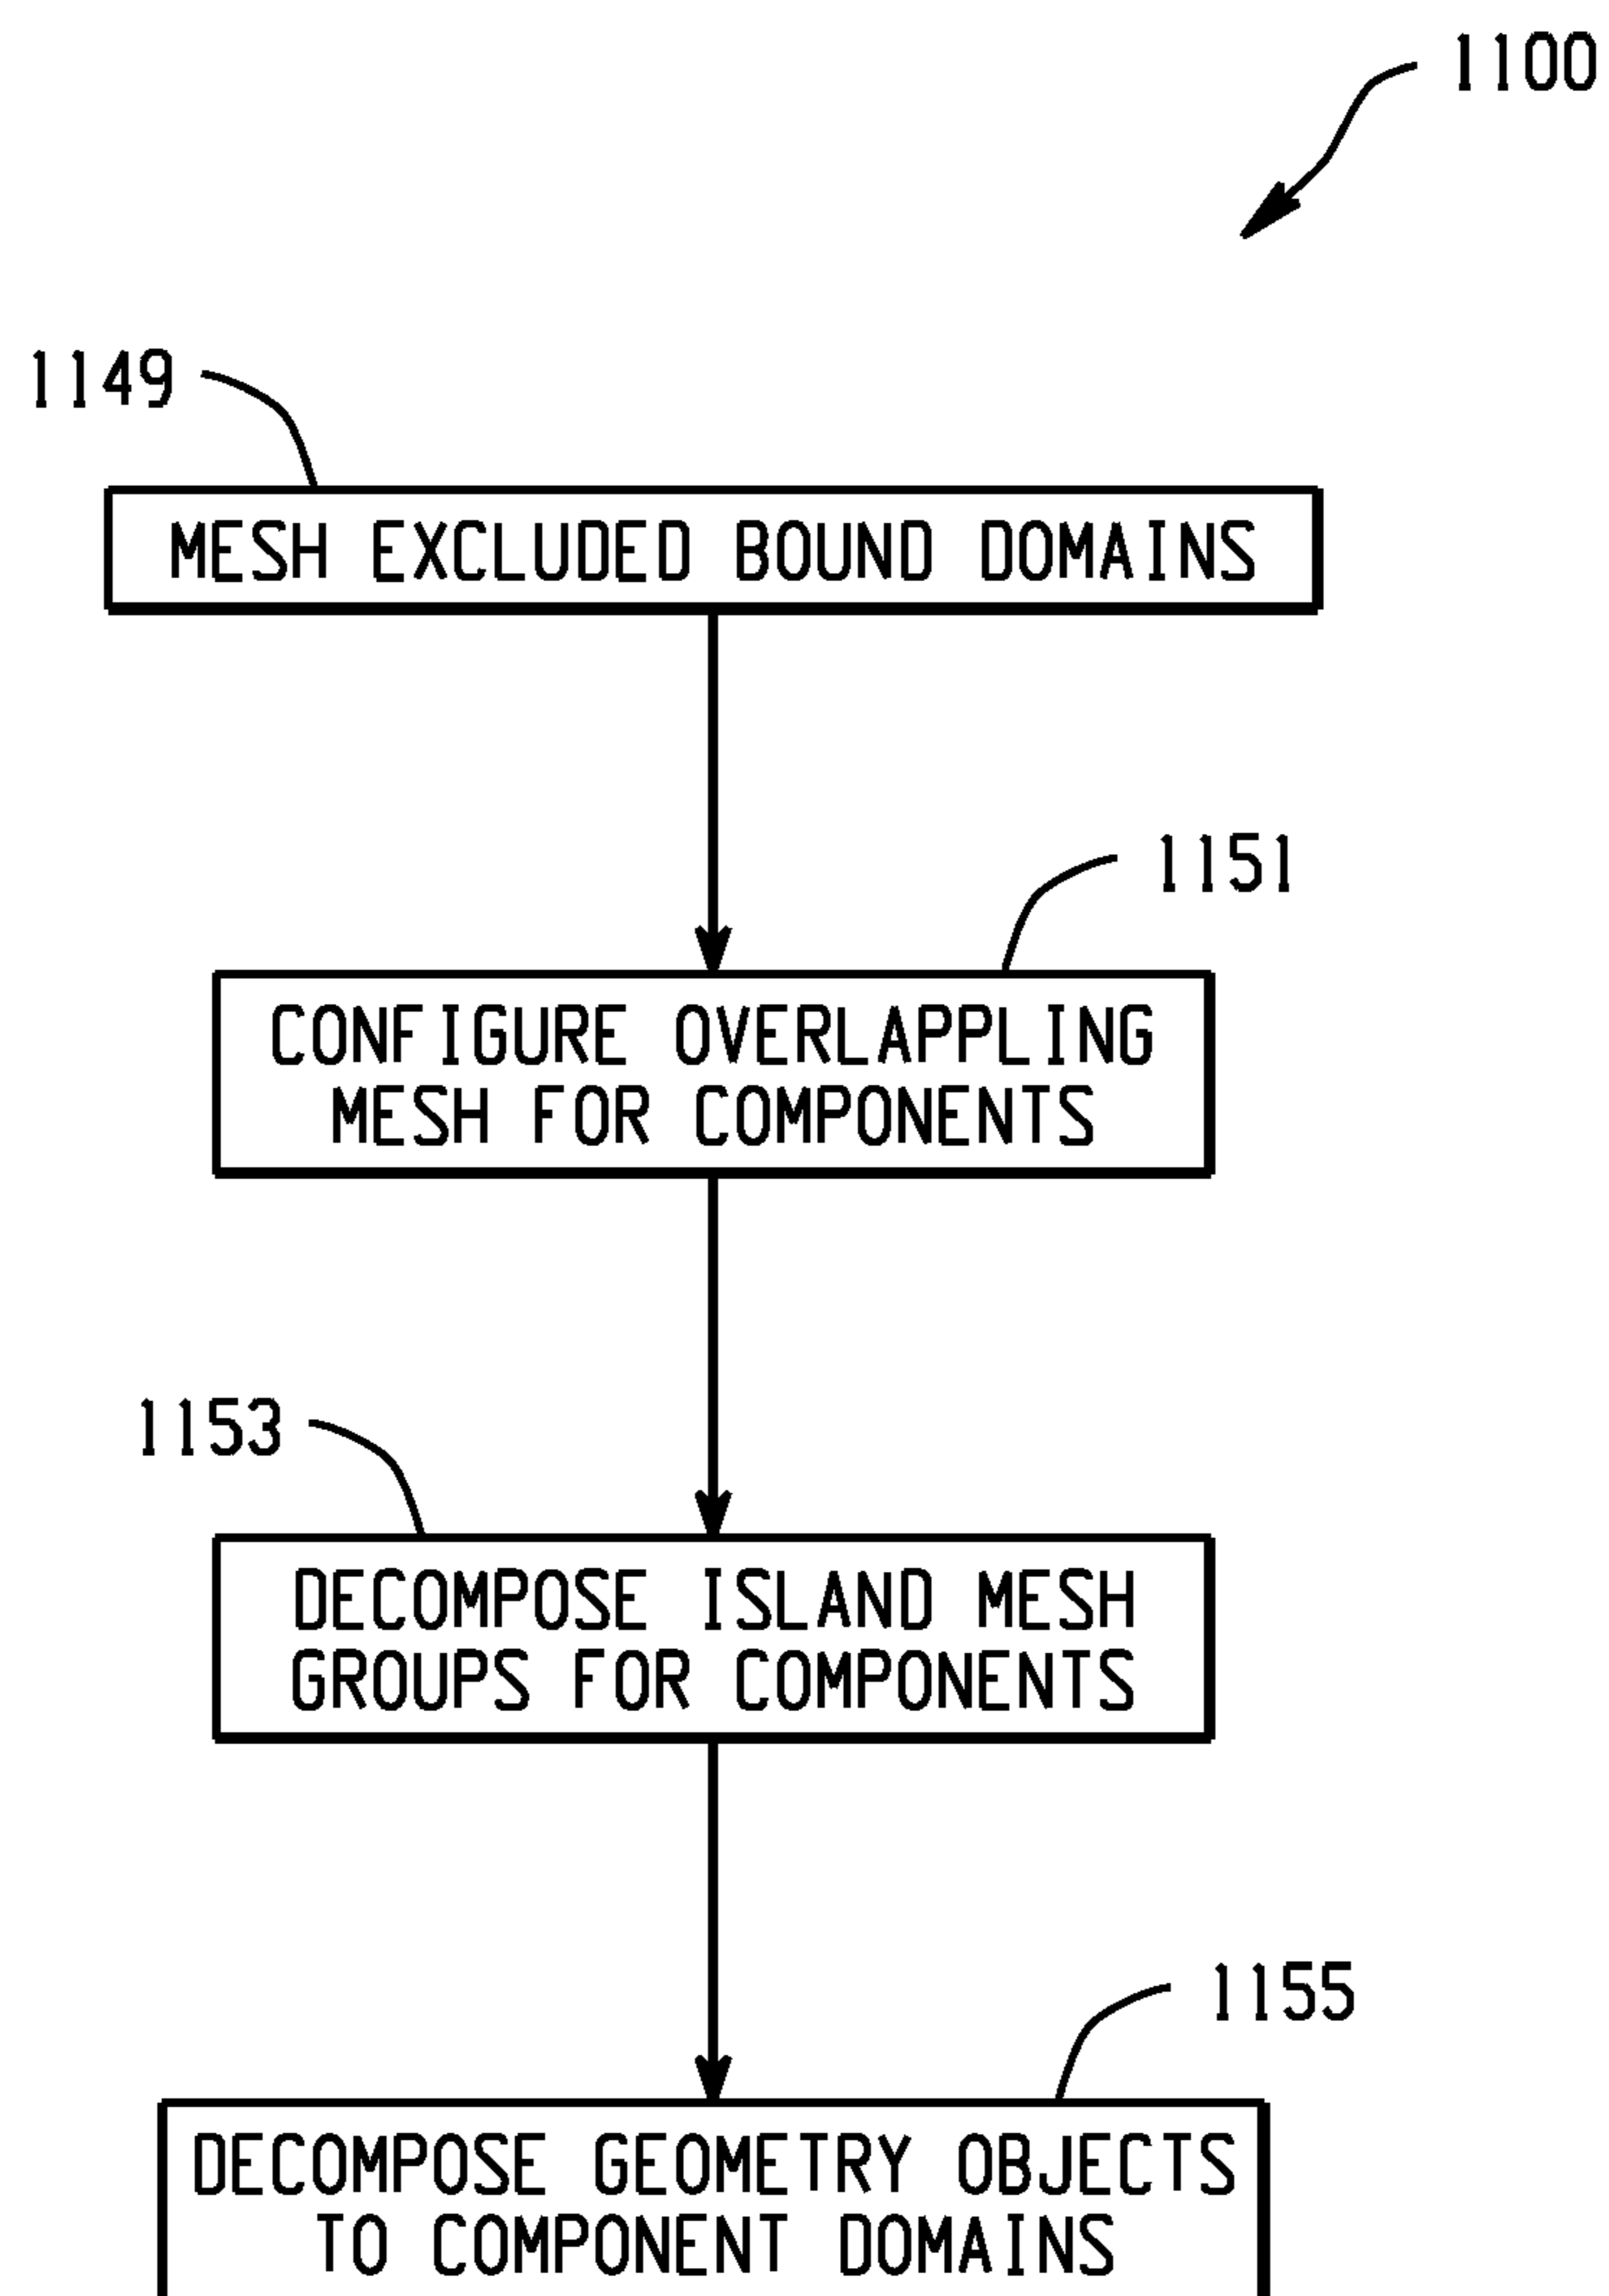 1100
1149
MESH EXCLUDED BOUND DOMAINS
1151
CONFIGURE OVERLAPPLING
MESH FOR COMPONENTS
1153
DECOMPOSE ISLAND MESH
GROUPS FOR COMPONENTS
1155
DECOMPOSE GEOMETRY OBJECTS
TO COMPONENT DOMAINS